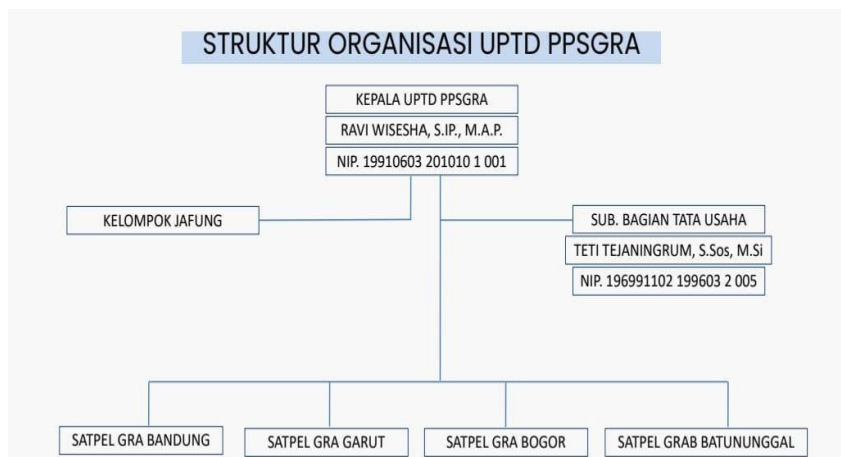 STRUKTUR ORGANISASI UPTD PPSGRA
KEPALA UPTD PPSGRA
RAVI WISESHA, S.IP., M.A.P.
NIP. 19910603 201010 1 001
KELOMPOK JAFUNG
SUB. BAGIAN TATA USAHA
TETI TEJANINGRUM, S.Sos, M.Si
NIP. 196991102 199603 2 005
SATPEL GRA BANDUNG
SATPEL GRA GARUT
SATPEL GRA BOGOR
SATPEL GRAB BATUNUNGGAL